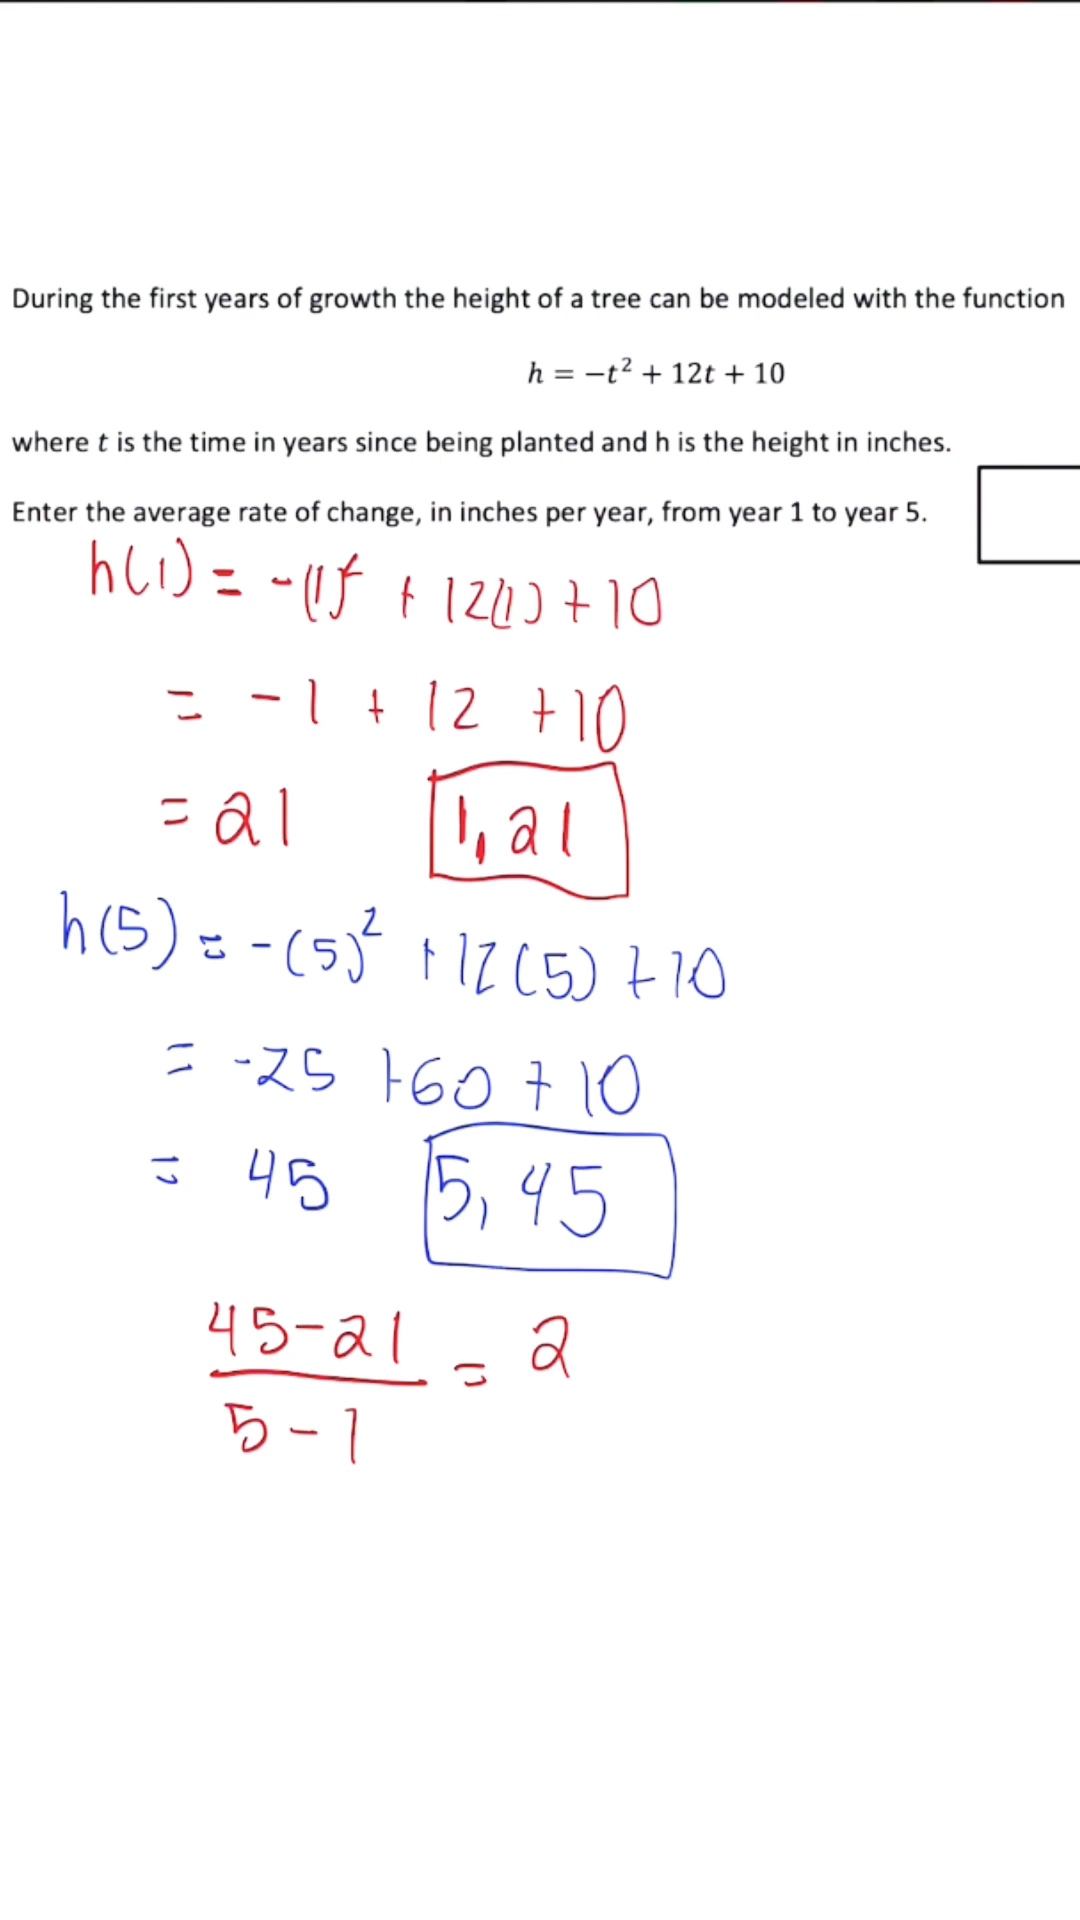 During the first years of growth the height of a tree can be modeled with the function
h = −t² + 12t + 10
where t is the time in years since being planted and h is the height in inches.
Enter the average rate of change, in inches per year, from year 1 to year 5.
h(1) = -(1)² + 12(1) + 10
= -1 + 12 +10
= 21 1, 21
h(5) = -(5)² + 12(5) + 10
= -25 +60 + 10
= 45 5, 45
45-21
= 2
5-1